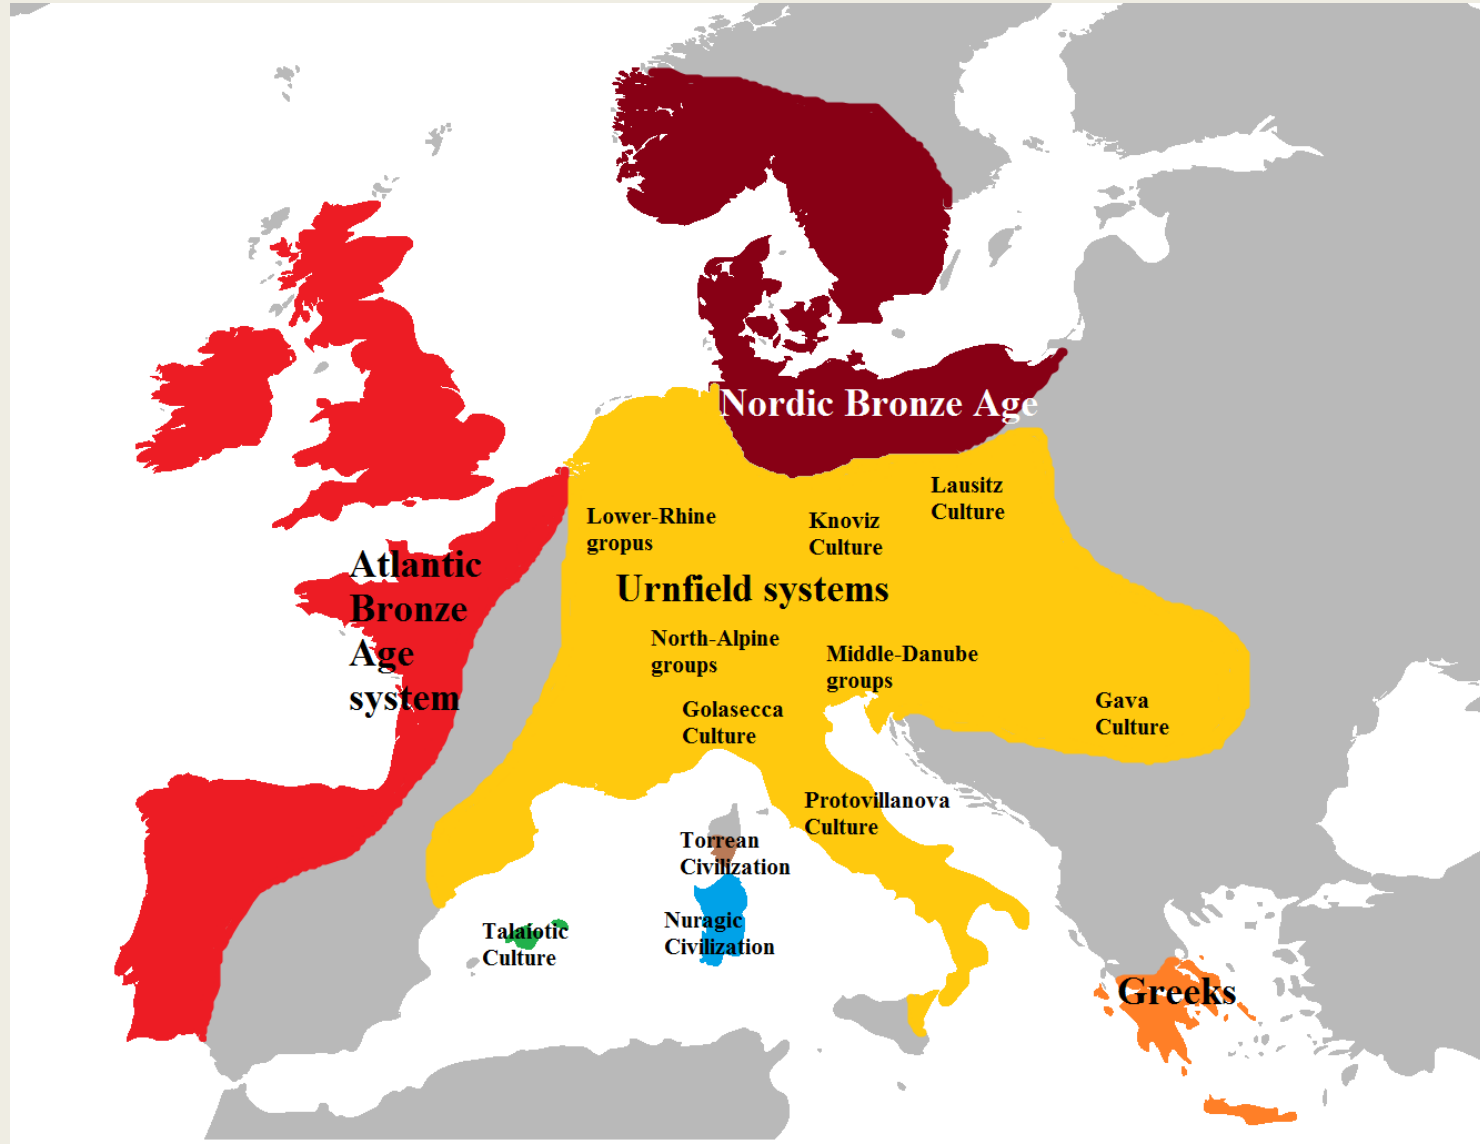 Nordic Bronze Age
Lausitz
Culture
Lower-Rhine
gropus
Knoviz
Culture
Atlantic
Bronze
Age
system
Urnfield systems
North-Alpine
groups
Middle-Danube
groups
Golasecca
Culture
Gava
Culture
Protovillanova
Culture
Torrean
Civilization
Nuragic
Civilization
Talaiotic
Culture
Greeks